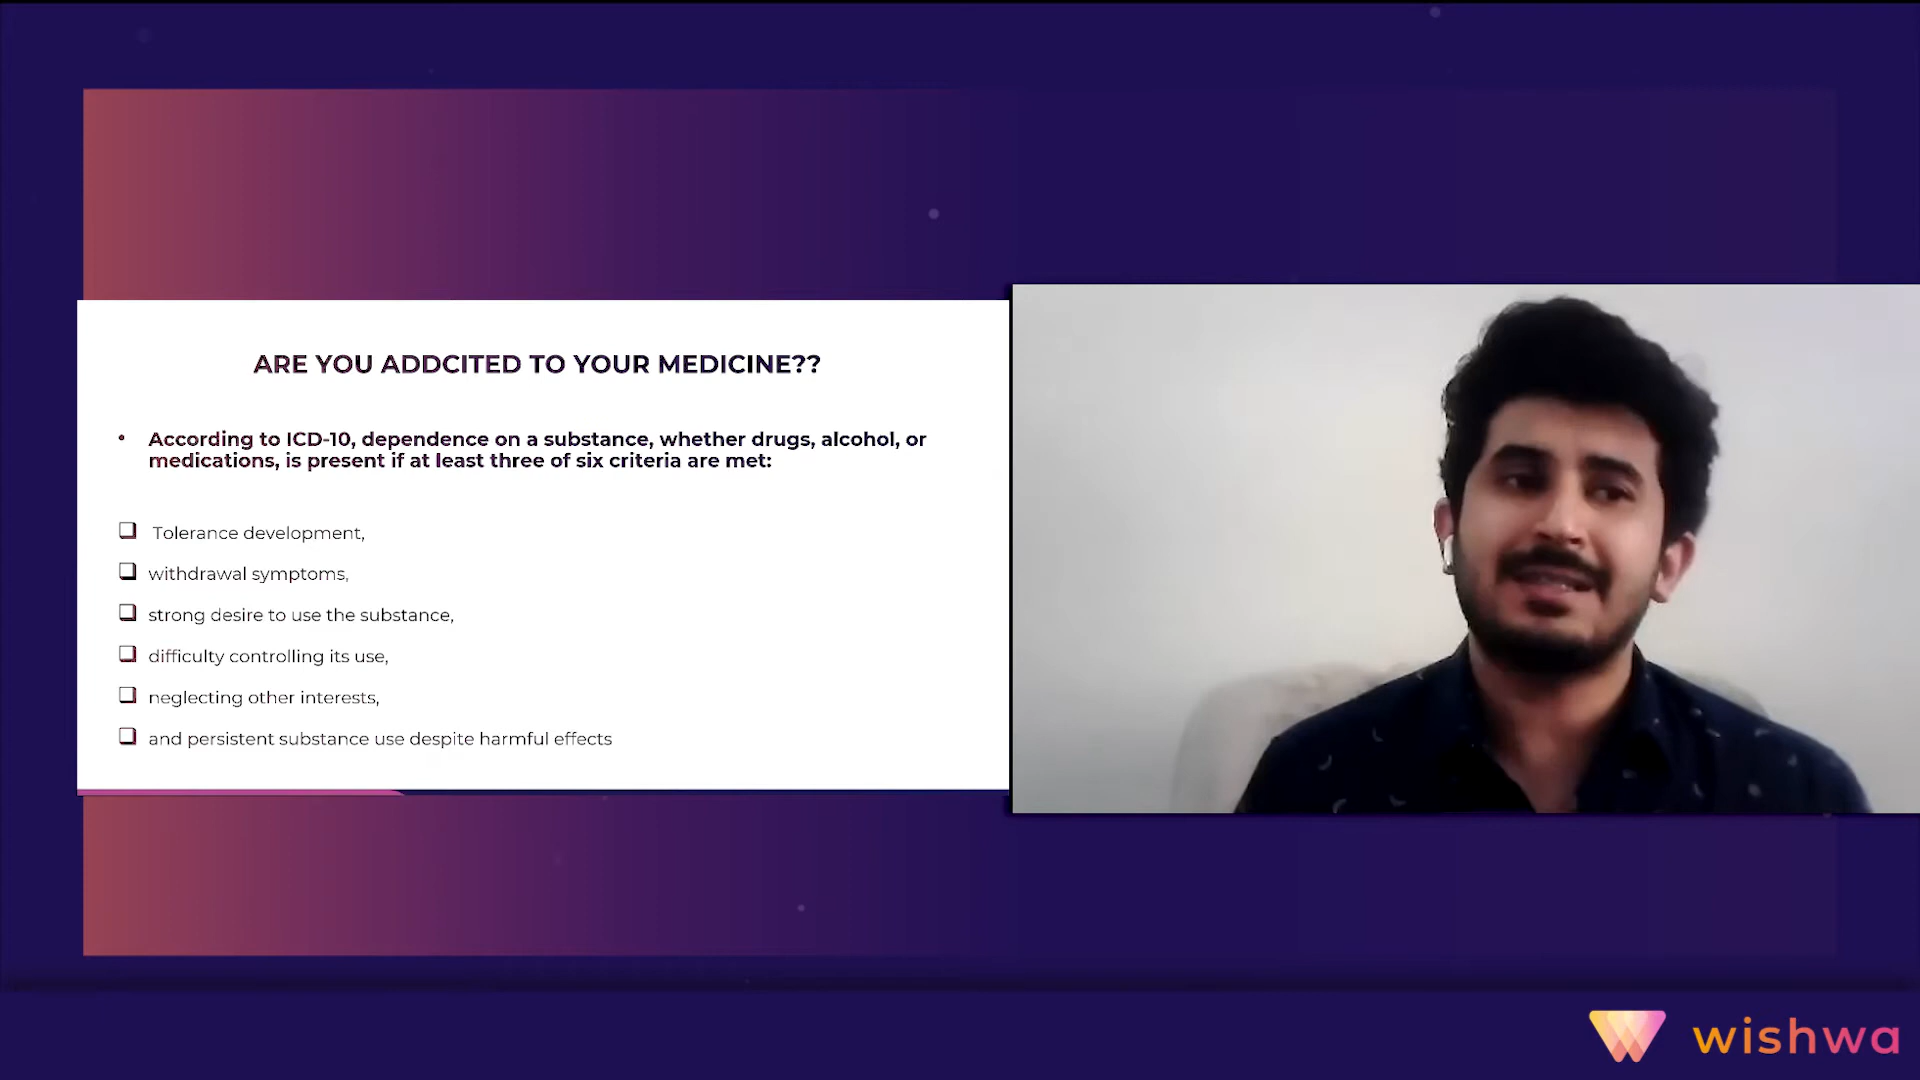 ARE YOU ADDCITED TO YOUR MEDICINE??
• According to ICD-10, dependence on a substance, whether drugs, alcohol, or
medications, is present if at least three of six criteria are met:
❑ Tolerance development,
❑ withdrawal symptoms,
❑ strong desire to use the substance,
❑ difficulty controlling its use,
❑ neglecting other interests,
❑ and persistent substance use despite harmful effects
wishwa